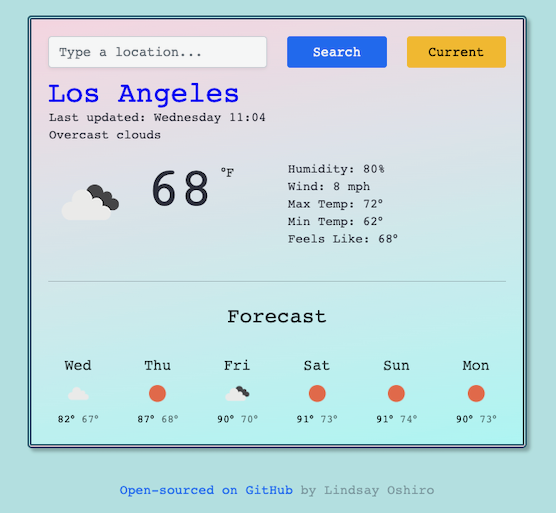 Type a location... Search Current
Los Angeles
Last updated: Wednesday 11:04
Overcast clouds
68 °F
Humidity: 80%
Wind: 8 mph
Max Temp: 72°
Min Temp: 62°
Feels Like: 68°
Forecast
Wed Thu Fri Sat Sun Mon
82° 67° 87° 68° 90° 70° 91° 73° 91° 74° 90° 73°
Open-sourced on GitHub by Lindsay Oshiro